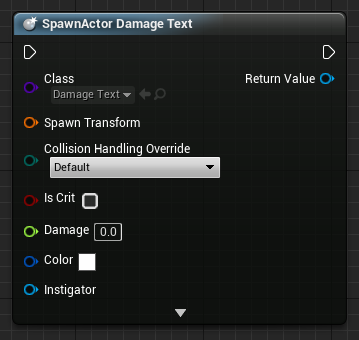 SpawnActor Damage Text
Class
Return Value
Damage Text
Spawn Transform
Collision Handling Override
Default
Is Crit
Damage 0.0
Color
Instigator